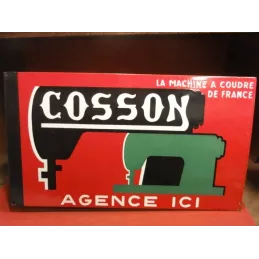 LA MACHINE A COUDRE
DE FRANCE
COSSON
AGENCE ICI